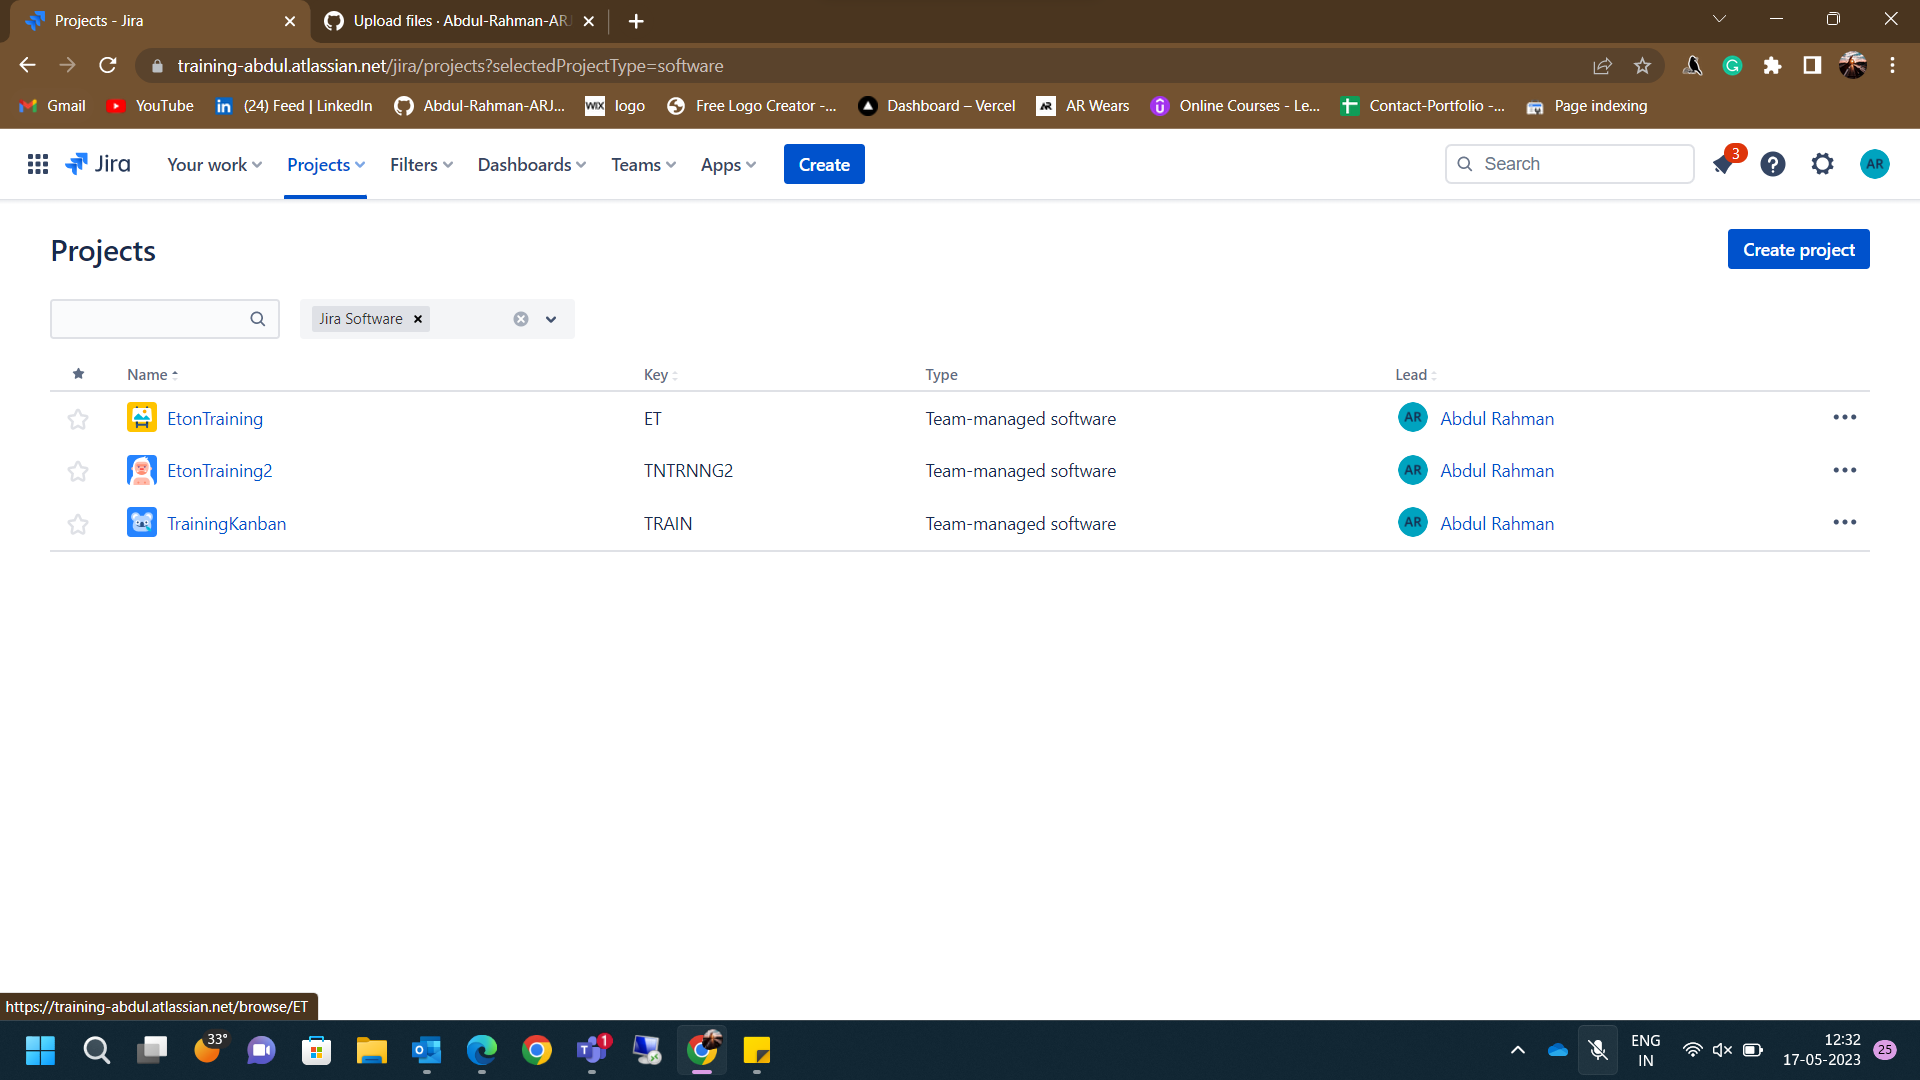 Projects - Jira
Upload files · Abdul-Rahman-ARJ
training-abdul.atlassian.net/jira/projects?selectedProjectType=software
Gmail YouTube (24) Feed | LinkedIn Abdul-Rahman-ARJ... WIX logo Free Logo Creator -... Dashboard – Vercel AR AR Wears Online Courses - Le... Contact-Portfolio -... Page indexing
Jira Your work Projects Filters Dashboards Teams Apps Create Search 3 AR
Projects
Create project
Jira Software
Name Key Type Lead
EtonTraining ET Team-managed software AR Abdul Rahman
EtonTraining2 TNTRNNG2 Team-managed software AR Abdul Rahman
TrainingKanban TRAIN Team-managed software AR Abdul Rahman
https://training-abdul.atlassian.net/browse/ET
33°
1
ENG
IN
12:32
17-05-2023
25